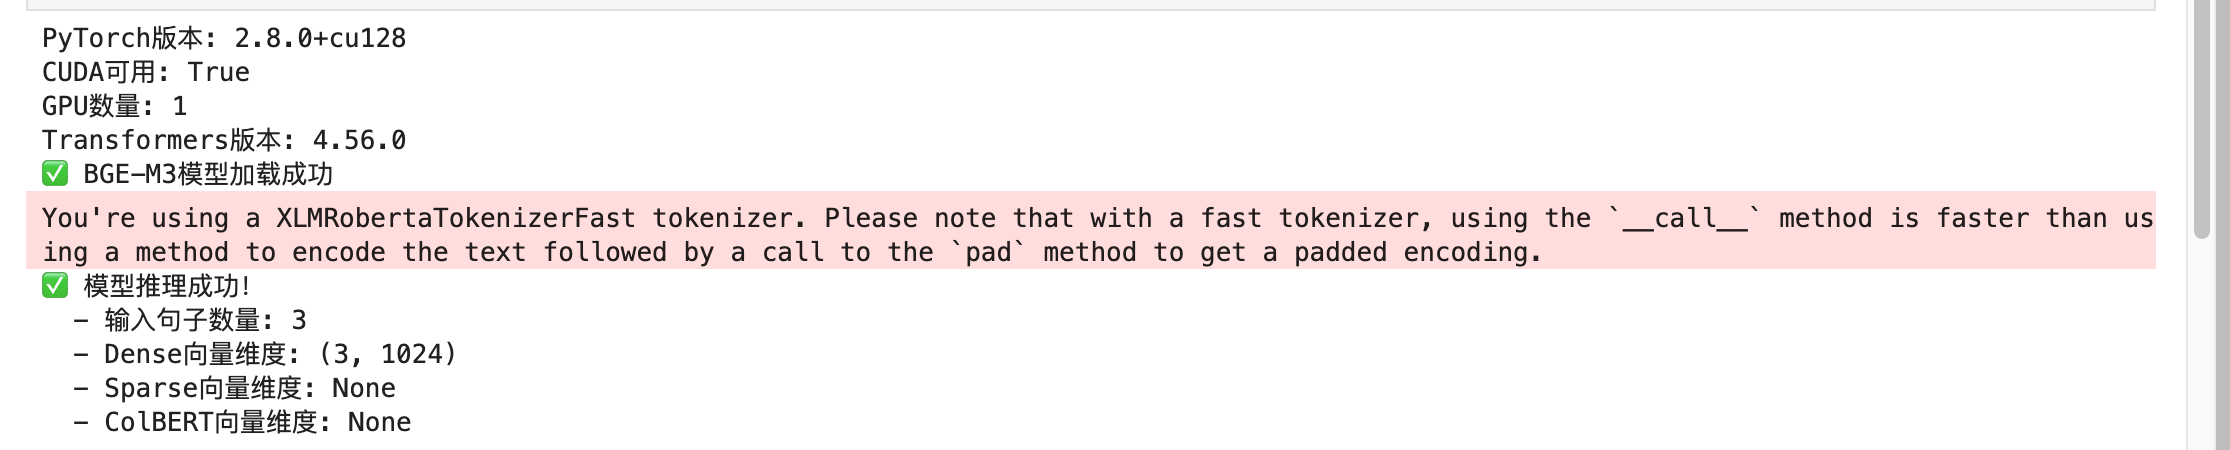 PyTorch版本: 2.8.0+cu128
CUDA可用: True
GPU数量: 1
Transformers版本: 4.56.0
✅ BGE-M3模型加载成功
You're using a XLMRobertaTokenizerFast tokenizer. Please note that with a fast tokenizer, using the `__call__` method is faster than us
ing a method to encode the text followed by a call to the `pad` method to get a padded encoding.
✅ 模型推理成功!
  - 输入句子数量: 3
  - Dense向量维度: (3, 1024)
  - Sparse向量维度: None
  - ColBERT向量维度: None